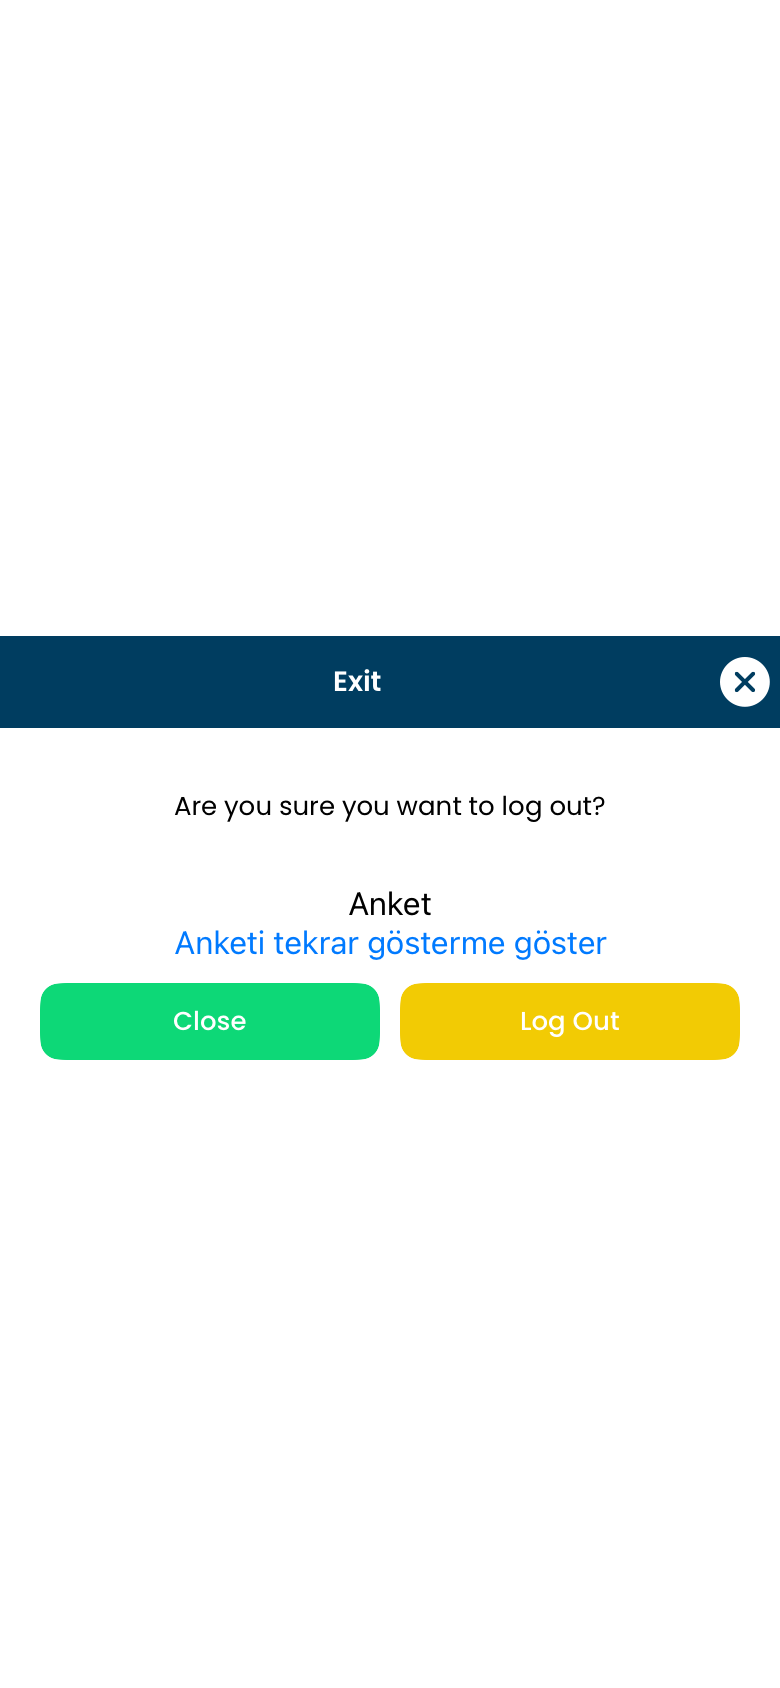 Exit
Are you sure you want to log out?
Anket
Anketi tekrar gösterme göster
Close
Log Out